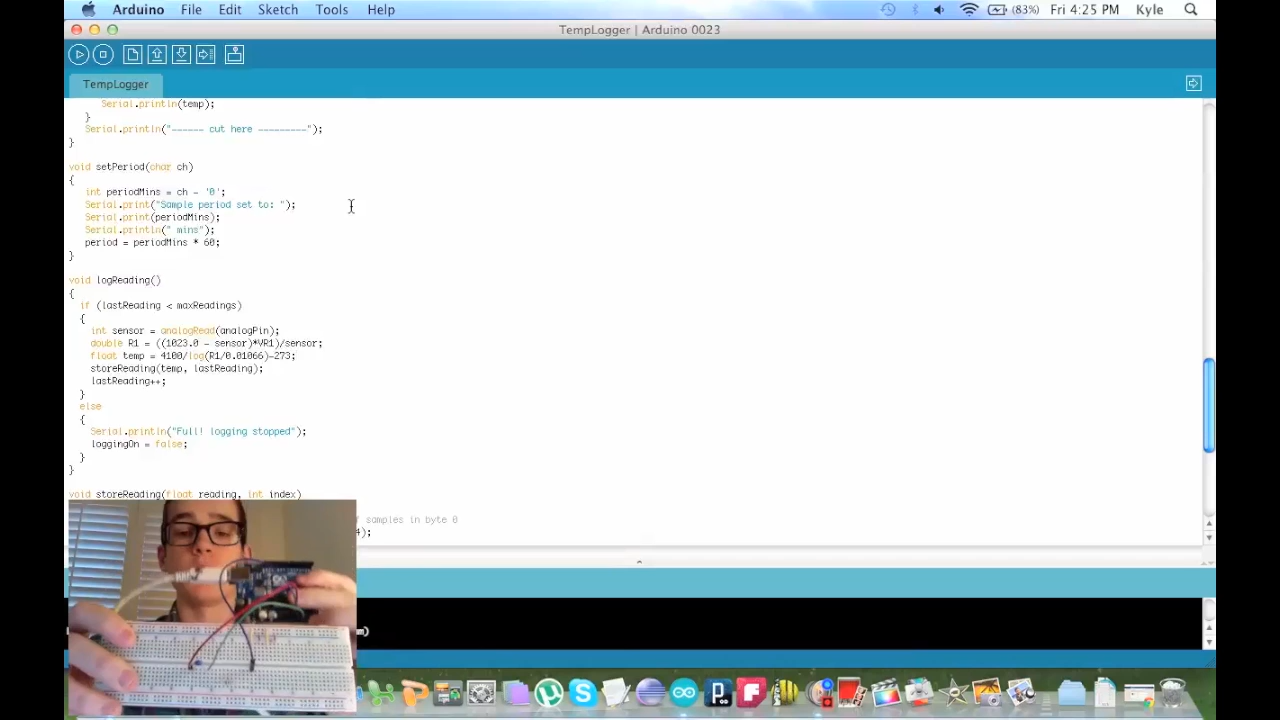 Arduino File Edit Sketch Tools Help (83%) Fri 4:25 PM Kyle
TempLogger | Arduino 0023
TempLogger
Serial.println(temp);
}
Serial.println("------ cut here ---------");
}
void setPeriod(char ch)
{
int periodMins = ch - '0';
Serial.print("Sample period set to: ");
Serial.print(periodMins);
Serial.println(" mins");
period = periodMins * 60;
}
void logReading()
{
if (lastReading < maxReadings)
{
int sensor = analogRead(analogPin);
double R1 = ((1023.0 - sensor)*VR1)/sensor;
float temp = 4100/log(R1/0.01066)-273;
storeReading(temp, lastReading);
lastReading++;
}
else
{
Serial.println("Full! logging stopped");
loggingOn = false;
}
}
void storeReading(float reading, int index)
samples in byte 0
);
)